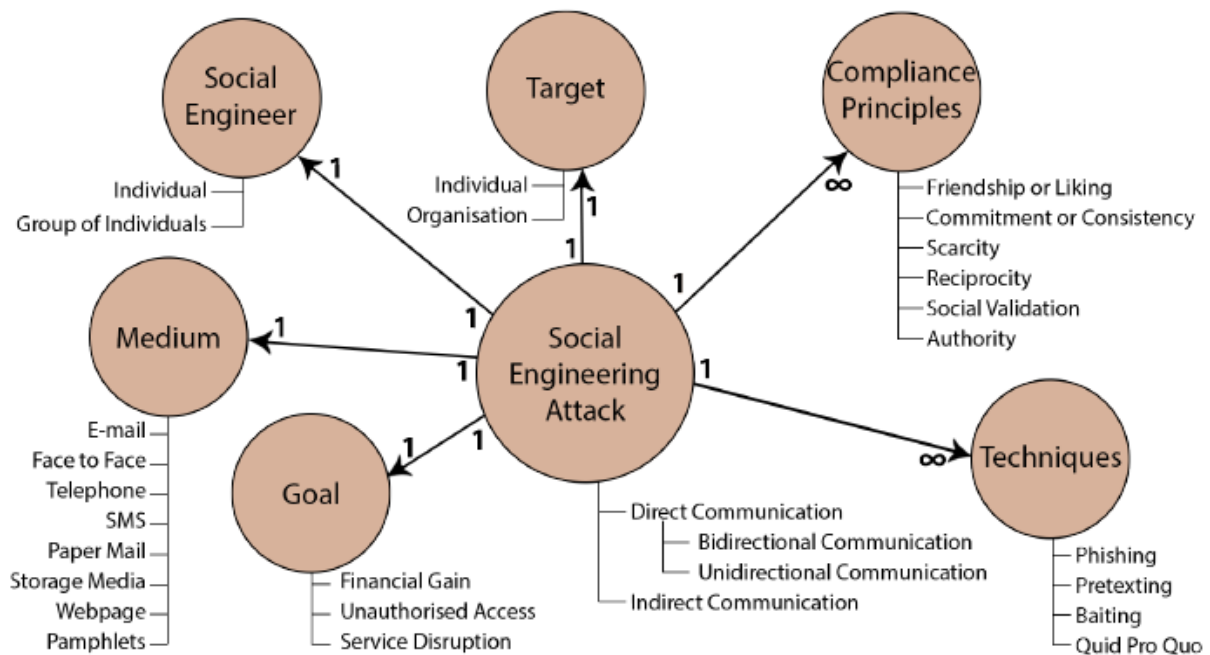 Social
Engineer
Individual
Group of Individuals
1
1
Target
Individual
Organisation
1
1
Compliance
Principles
Friendship or Liking
Commitment or Consistency
Scarcity
Reciprocity
Social Validation
Authority
∞
1
Medium
E-mail
Face to Face
Telephone
SMS
Paper Mail
Storage Media
Webpage
Pamphlets
1
1
Goal
Financial Gain
Unauthorised Access
Service Disruption
1
1
Social
Engineering
Attack
Direct Communication
Bidirectional Communication
Unidirectional Communication
Indirect Communication
1
∞
Techniques
Phishing
Pretexting
Baiting
Quid Pro Quo